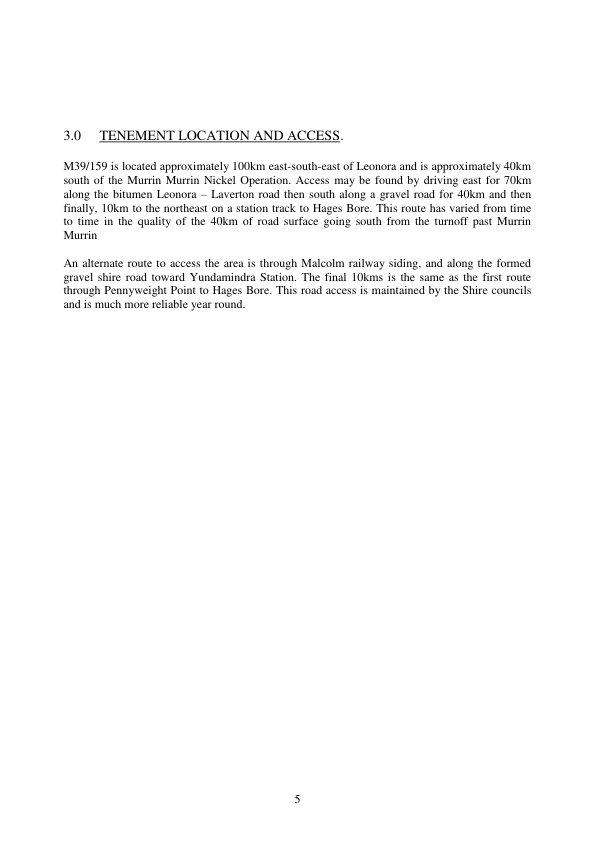 3.0 TENEMENT LOCATION AND ACCESS.
M39/159 is located approximately 100km east-south-east of Leonora and is approximately 40km
south of the Murrin Murrin Nickel Operation. Access may be found by driving east for 70km
along the bitumen Leonora – Laverton road then south along a gravel road for 40km and then
finally, 10km to the northeast on a station track to Hages Bore. This route has varied from time
to time in the quality of the 40km of road surface going south from the turnoff past Murrin
Murrin
An alternate route to access the area is through Malcolm railway siding, and along the formed
gravel shire road toward Yundamindra Station. The final 10kms is the same as the first route
through Pennyweight Point to Hages Bore. This road access is maintained by the Shire councils
and is much more reliable year round.
5